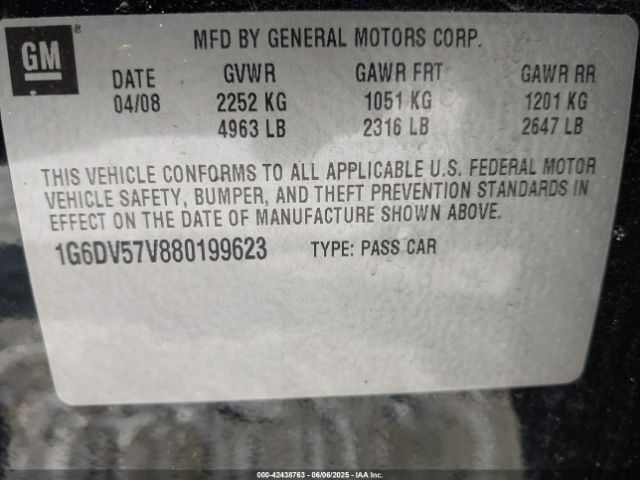 GM
MFD BY GENERAL MOTORS CORP.
DATE GVWR GAWR FRT GAWR RR
04/08 2252 KG 1051 KG 1201 KG
4963 LB 2316 LB 2647 LB
THIS VEHICLE CONFORMS TO ALL APPLICABLE U.S. FEDERAL MOTOR
VEHICLE SAFETY, BUMPER, AND THEFT PREVENTION STANDARDS IN
EFFECT ON THE DATE OF MANUFACTURE SHOWN ABOVE.
1G6DV57V880199623 TYPE: PASS CAR
000-42438763 - 06/06/2025 - IAA Inc.